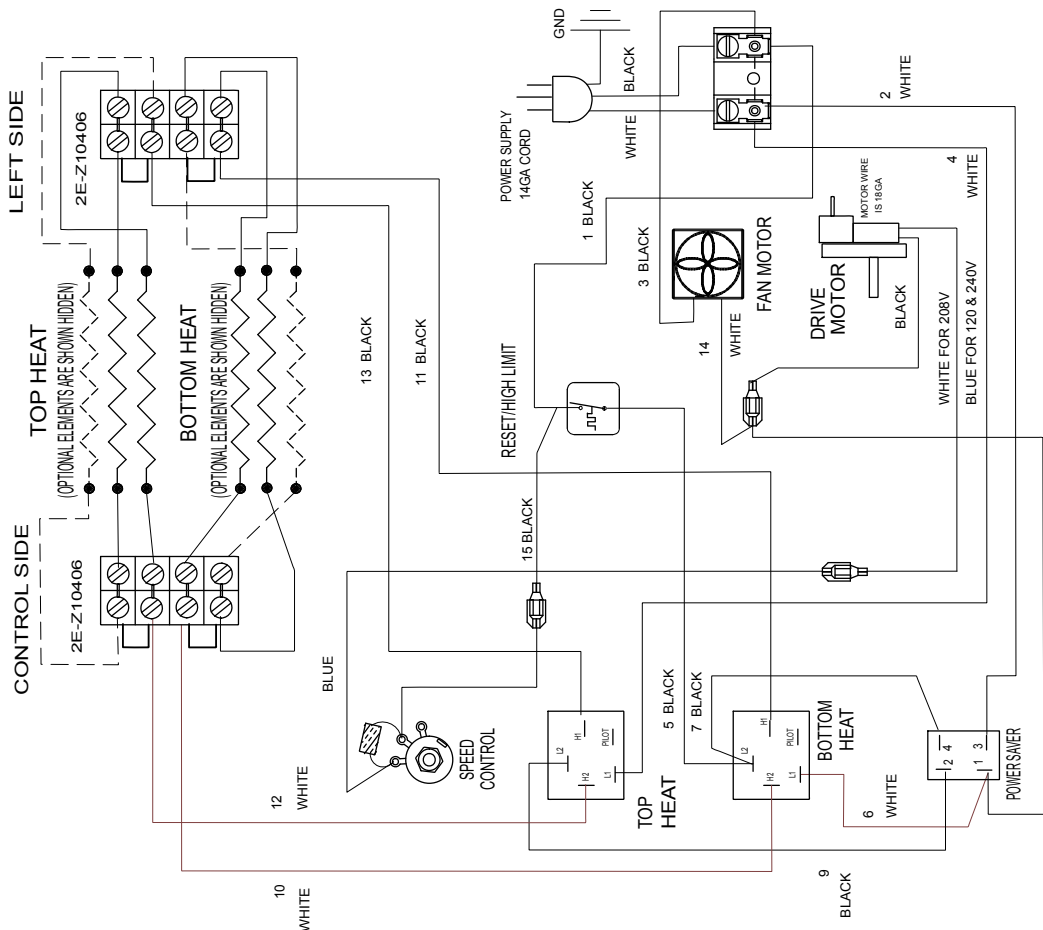 LEFT SIDE
2E-Z10406
TOP HEAT
(OPTIONAL ELEMENTS ARE SHOWN HIDDEN)
BOTTOM HEAT
(OPTIONAL ELEMENTS ARE SHOWN HIDDEN)
CONTROL SIDE
2E-Z10406
GND
POWER SUPPLY
14GA CORD
BLACK
WHITE
2
WHITE
4
WHITE
1 BLACK
3 BLACK
FAN MOTOR
14
WHITE
MOTOR WIRE
IS 18GA
DRIVE
MOTOR
BLACK
WHITE FOR 208V
BLUE FOR 120 & 240V
13 BLACK
11 BLACK
RESET/HIGH LIMIT
15 BLACK
BLUE
SPEED
CONTROL
12
WHITE
10
WHITE
H1
L2
PILOT
H2
L1
TOP
HEAT
5 BLACK
7 BLACK
H1
L2
PILOT
H2
L1
BOTTOM
HEAT
6
WHITE
9
BLACK
2 4
1 3
POWER SAVER